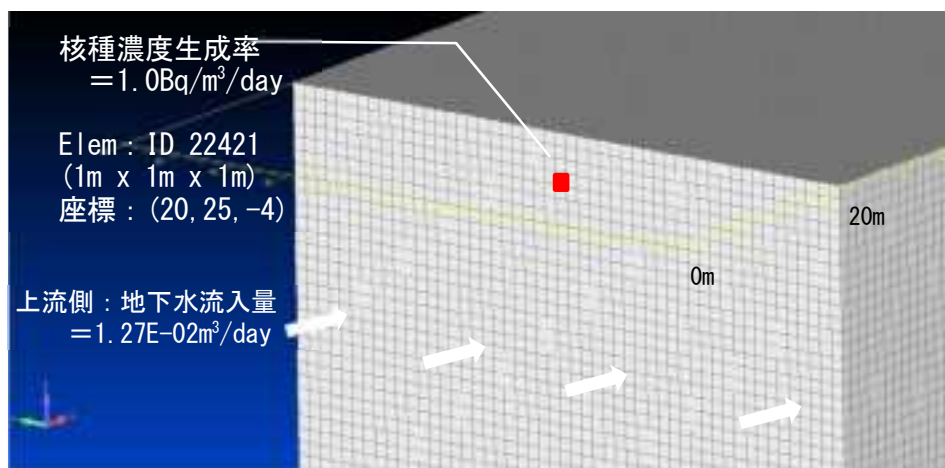 核種濃度生成率
＝1.0Bq/m³/day
Elem：ID 22421
(1m x 1m x 1m)
座標：(20,25,-4)
20m
0m
上流側：地下水流入量
＝1.27E-02m³/day